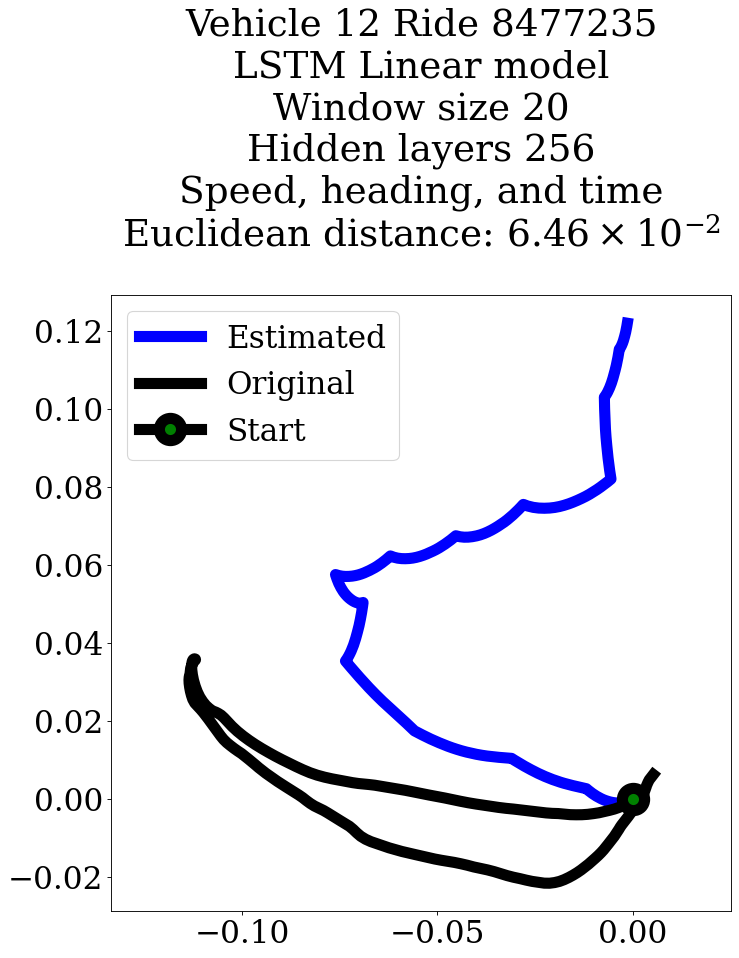 Vehicle 12 Ride 8477235
LSTM Linear model
Window size 20
Hidden layers 256
Speed, heading, and time
Euclidean distance: 6.46 × 10⁻²
Estimated
Original
Start
0.12
0.10
0.08
0.06
0.04
0.02
0.00
−0.02
−0.10
−0.05
0.00